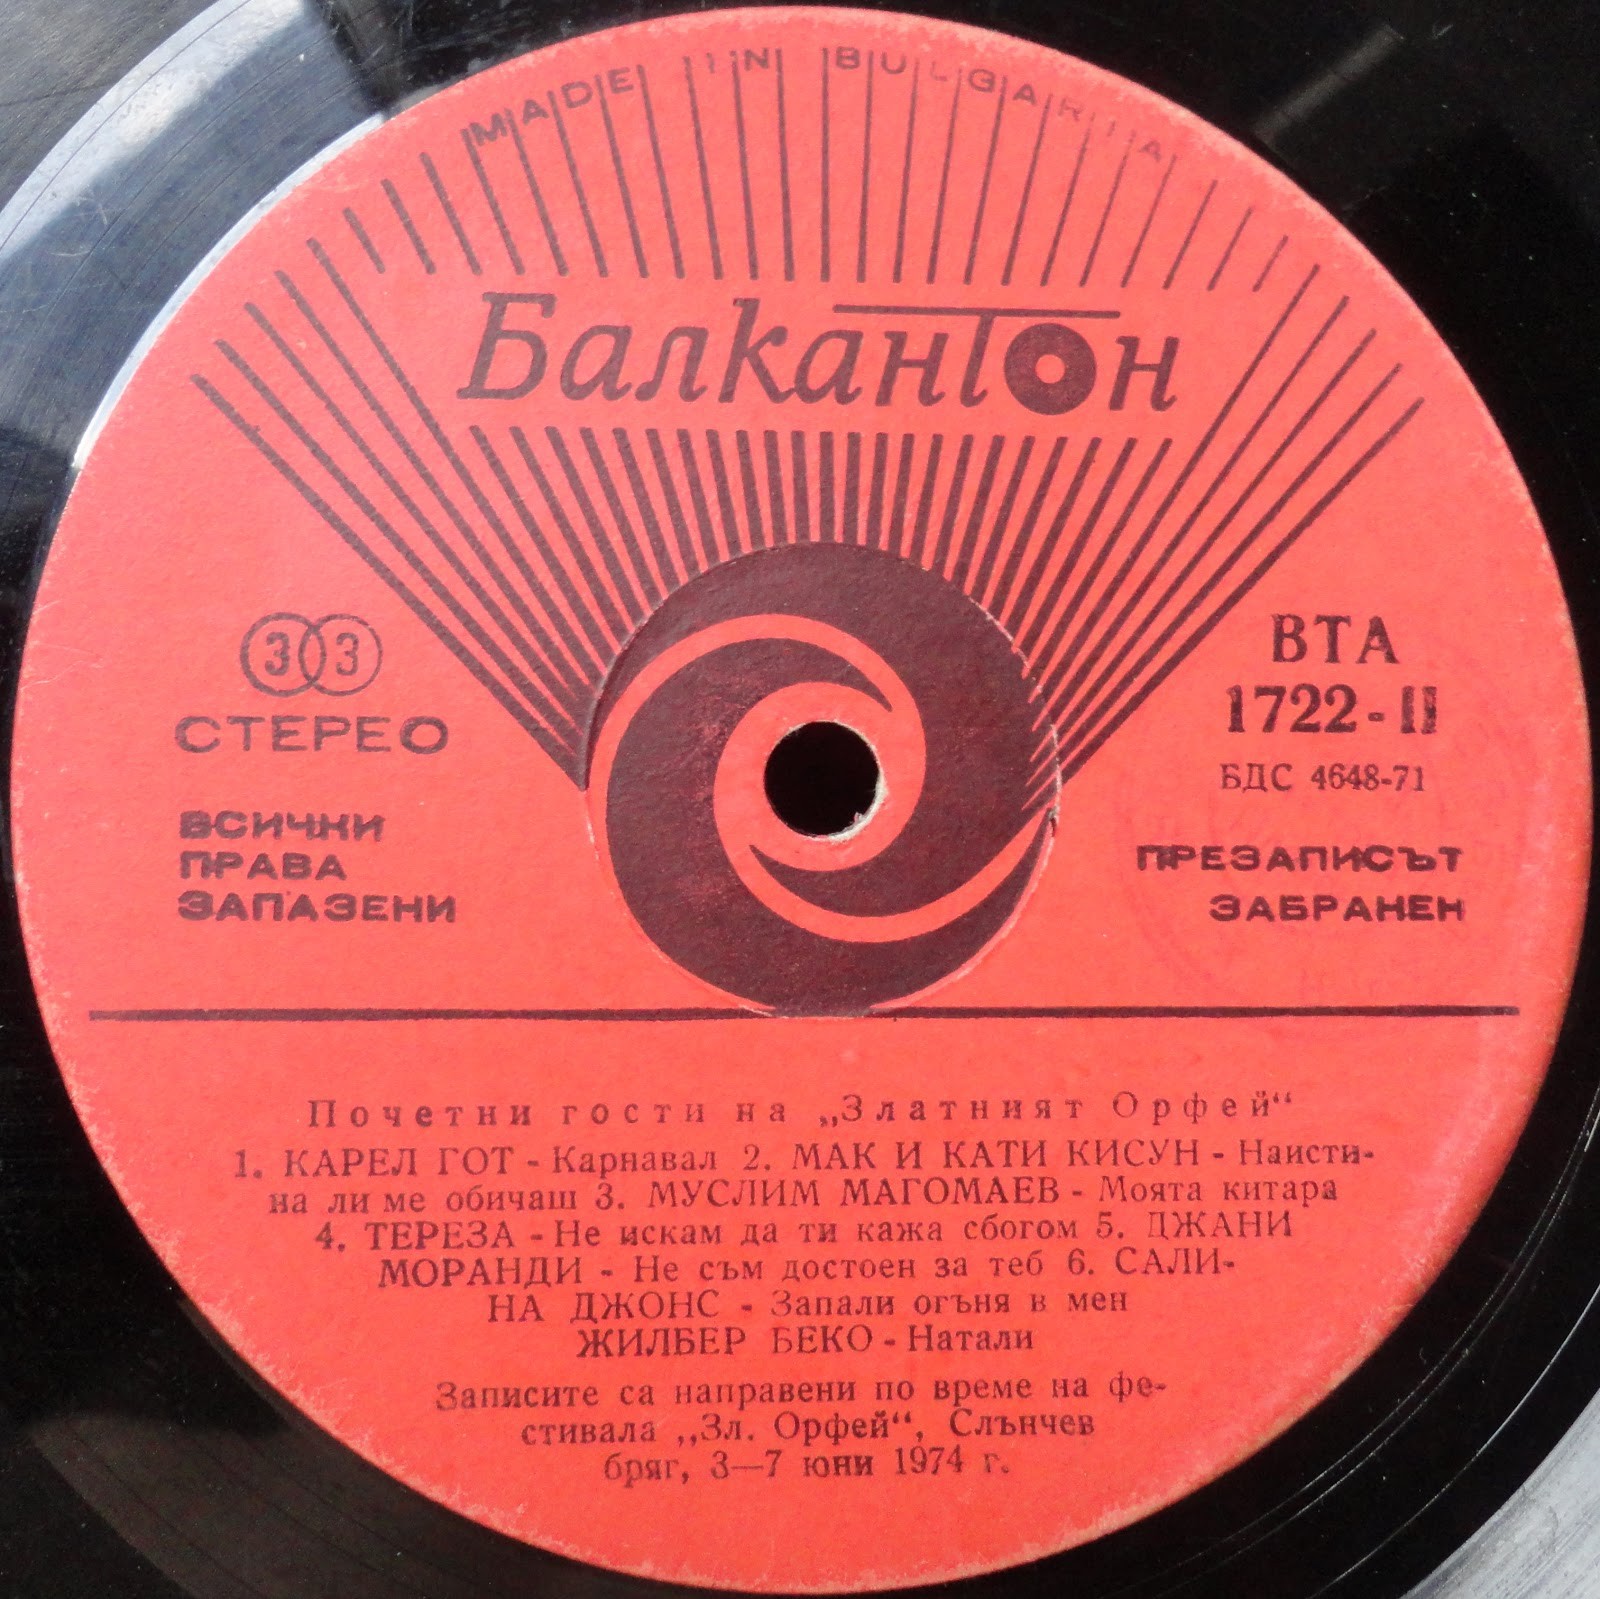 MADE IN BULGARIA
Балкантон
33
СТЕРЕО
ВСИЧКИ
ПРАВА
ЗАПАЗЕНИ
ВТА
1722-II
БДС 4648-71
ПРЕЗАПИСЪТ
ЗАБРАНЕН
Почетни гости на „Златният Орфей“
1. КАРЕЛ ГОТ - Карнавал 2. МАК И КАТИ КИСУН - Наисти-
на ли ме обичаш 3. МУСЛИМ МАГОМАЕВ - Моята китара
4. ТЕРЕЗА - Не искам да ти кажа сбогом 5. ДЖАНИ
МОРАНДИ - Не съм достоен за теб 6. САЛИ-
НА ДЖОНС - Запали огъня в мен
ЖИЛБЕР БЕКО - Натали
Записите са направени по време на фе-
стивала „Зл. Орфей“, Слънчев
бряг, 3—7 юни 1974 г.